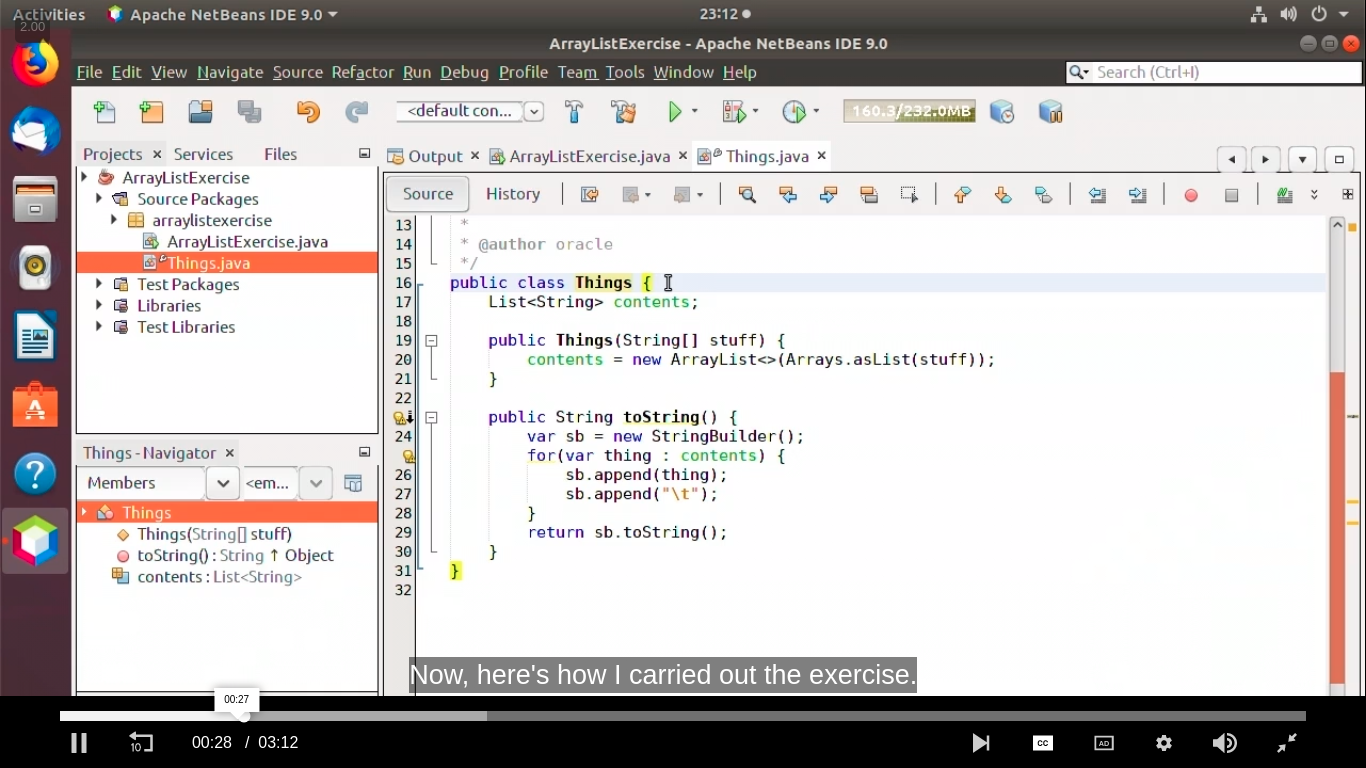 Activities Apache NetBeans IDE 9.0 23:12
2.00
ArrayListExercise - Apache NetBeans IDE 9.0
File Edit View Navigate Source Refactor Run Debug Profile Team Tools Window Help Search (Ctrl+I)
<default con... 160.3/232.0MB
Projects Services Files
ArrayListExercise
Source Packages
arraylistexercise
ArrayListExercise.java
Things.java
Test Packages
Libraries
Test Libraries
Things - Navigator
Members <em...
Things
Things(String[] stuff)
toString() : String ↑ Object
contents : List<String>
Output ArrayListExercise.java Things.java
Source History
13 *
14 * @author oracle
15 */
16 public class Things {
17 List<String> contents;
18
19 public Things(String[] stuff) {
20 contents = new ArrayList<>(Arrays.asList(stuff));
21 }
22
public String toString() {
24 var sb = new StringBuilder();
for(var thing : contents) {
26 sb.append(thing);
27 sb.append("\t");
28 }
29 return sb.toString();
30 }
31 }
32
Now, here's how I carried out the exercise.
00:27
10 00:28 / 03:12 CC AD